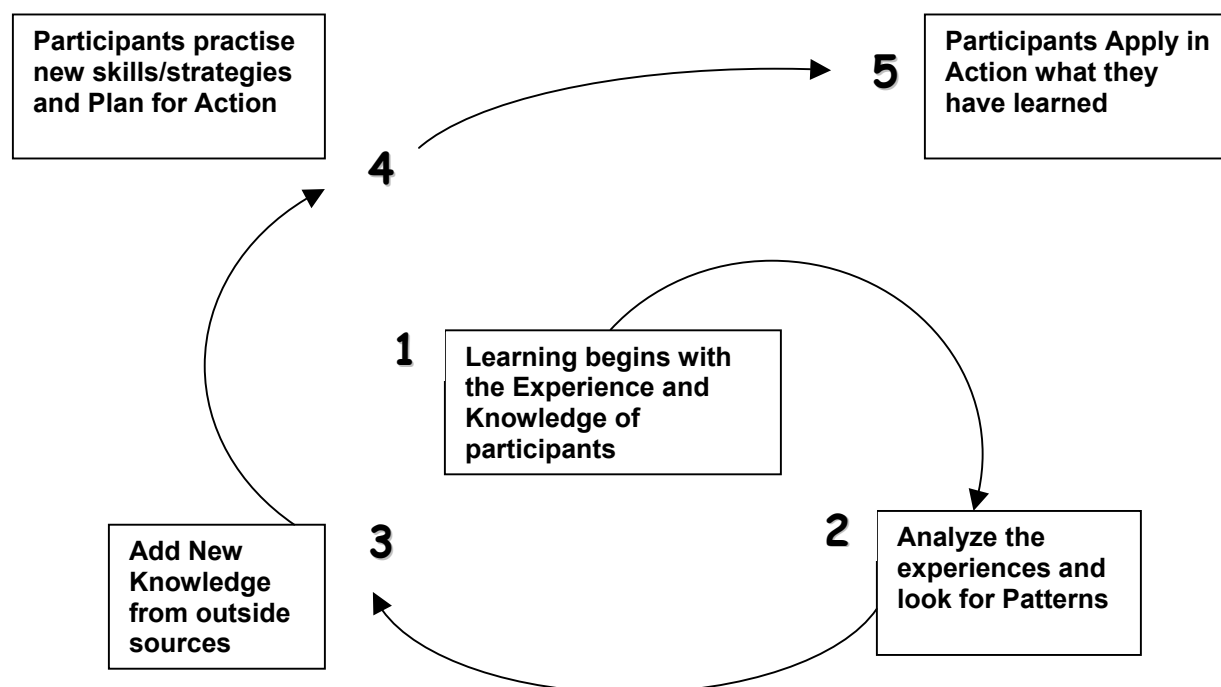 Participants practise
new skills/strategies
and Plan for Action
4
5
Participants Apply in
Action what they
have learned
1
Learning begins with
the Experience and
Knowledge of
participants
2
Analyze the
experiences and
look for Patterns
3
Add New
Knowledge
from outside
sources